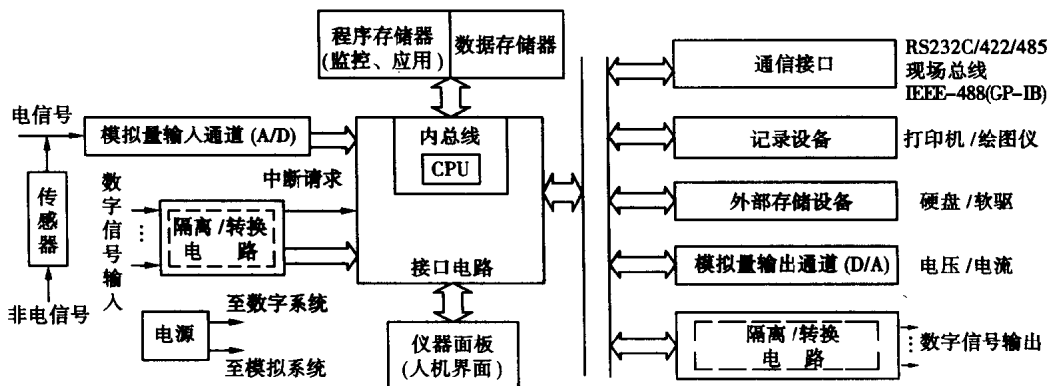 程序存储器
(监控、应用)
数据存储器
电信号
模拟量输入通道 (A/D)
内总线
CPU
中断请求
传感器
数字信号输入
…
隔离 /转换
电 路
接口电路
非电信号
电源
至数字系统
至模拟系统
仪器面板
(人机界面)
通信接口
RS232C/422/485
现场总线
IEEE-488(GP-IB)
记录设备
打印机 /绘图仪
外部存储设备
硬盘 /软驱
模拟量输出通道 (D/A)
电压 /电流
隔离 /转换
电 路
…
数字信号输出